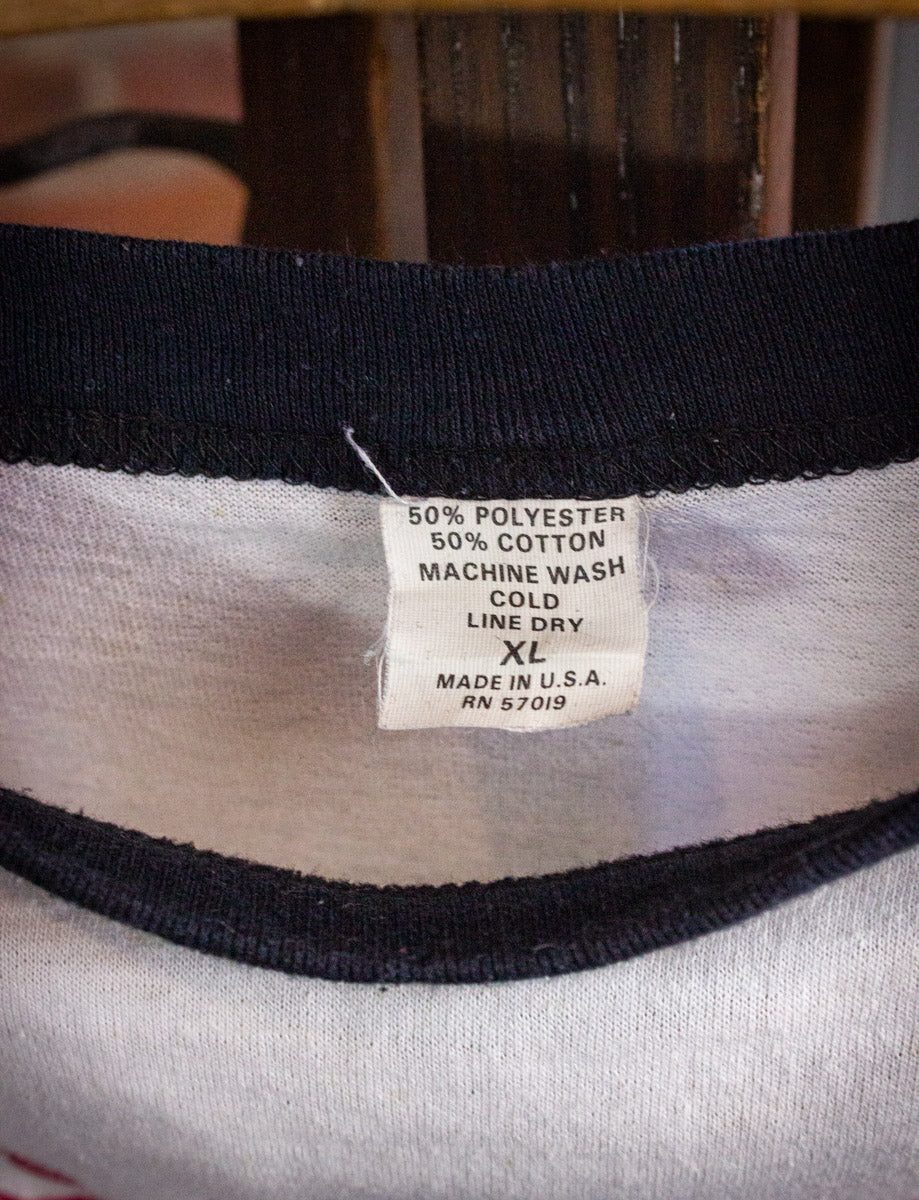 50% POLYESTER
50% COTTON
MACHINE WASH
COLD
LINE DRY
XL
MADE IN U.S.A.
RN 57019